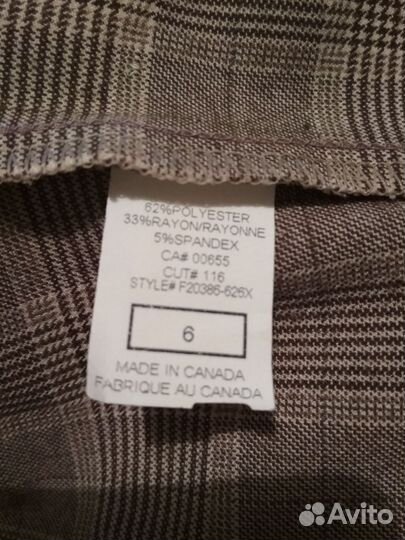 62%POLYESTER
33%RAYON/RAYONNE
5%SPANDEX
CA# 00655
CUT# 116
STYLE# F20386-626X
6
MADE IN CANADA
FABRIQUE AU CANADA
Avito